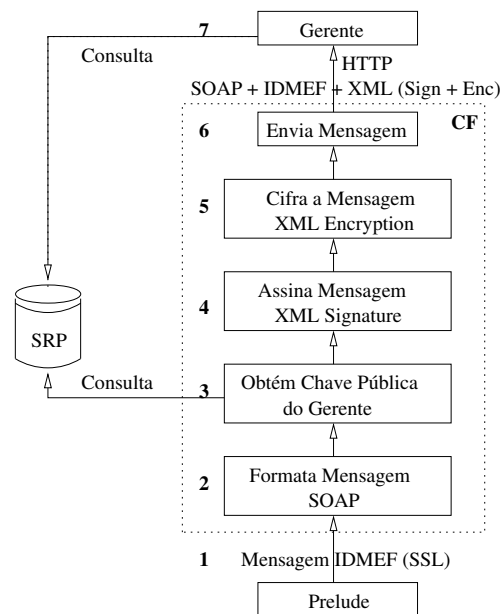 7
Gerente
Consulta
HTTP
SOAP + IDMEF + XML (Sign + Enc)
6
Envia Mensagem
CF
5
Cifra a Mensagem
XML Encryption
4
Assina Mensagem
XML Signature
SRP
Consulta
3
Obtém Chave Pública
do Gerente
2
Formata Mensagem
SOAP
1
Mensagem IDMEF (SSL)
Prelude